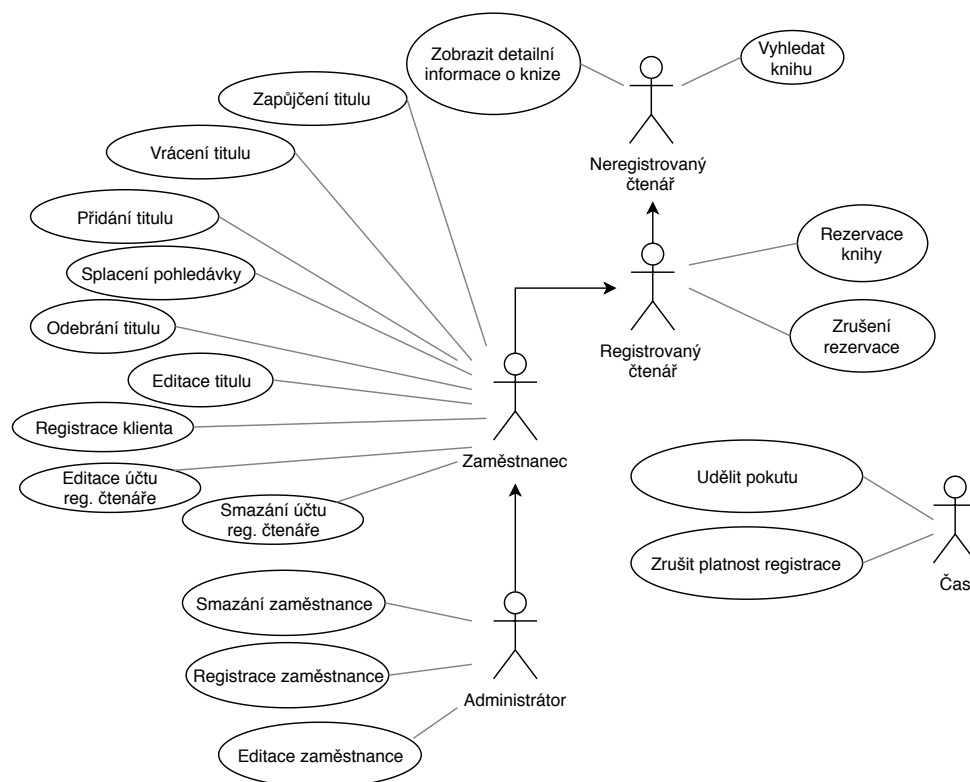 Zobrazit detailní
informace o knize
Vyhledat
knihu
Zapůjčení titulu
Vrácení titulu
Neregistrovaný
čtenář
Přidání titulu
Splacení pohledávky
Rezervace
knihy
Odebrání titulu
Registrovaný
čtenář
Zrušení
rezervace
Editace titulu
Registrace klienta
Zaměstnanec
Editace účtu
reg. čtenáře
Smazání účtu
reg. čtenáře
Udělit pokutu
Zrušit platnost registrace
Čas
Smazání zaměstnance
Registrace zaměstnance
Administrátor
Editace zaměstnance